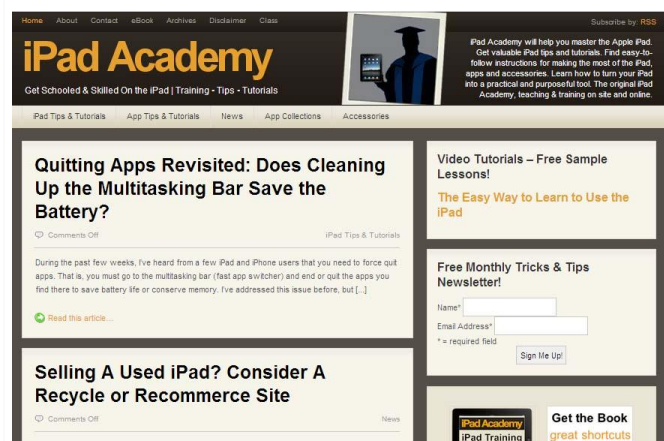 Home About Contact eBook Archives Disclaimer Class
Subscribe by: RSS
iPad Academy
Get Schooled & Skilled On the iPad | Training - Tips - Tutorials
iPad Academy will help you master the Apple iPad.
Get valuable iPad tips and tutorials. Find easy-to-
follow instructions for making the most of the iPad,
apps and accessories. Learn how to turn your iPad
into a practical and purposeful tool. The original iPad
Academy, teaching & training on site and online.
iPad Tips & Tutorials App Tips & Tutorials News App Collections Accessories
Quitting Apps Revisited: Does Cleaning
Up the Multitasking Bar Save the
Battery?
Comments Off
iPad Tips & Tutorials
During the past few weeks, I've heard from a few iPad and iPhone users that you need to force quit
apps. That is, you must go to the multitasking bar (fast app switcher) and end or quit the apps you
find there to save battery life or conserve memory. I've addressed this issue before, but [...]
Read this article...
Selling A Used iPad? Consider A
Recycle or Recommerce Site
Comments Off
News
Video Tutorials – Free Sample
Lessons!
The Easy Way to Learn to Use the
iPad
Free Monthly Tricks & Tips
Newsletter!
Name*
Email Address*
* = required field
Sign Me Up!
iPad Academy
iPad Training
Get the Book
great shortcuts